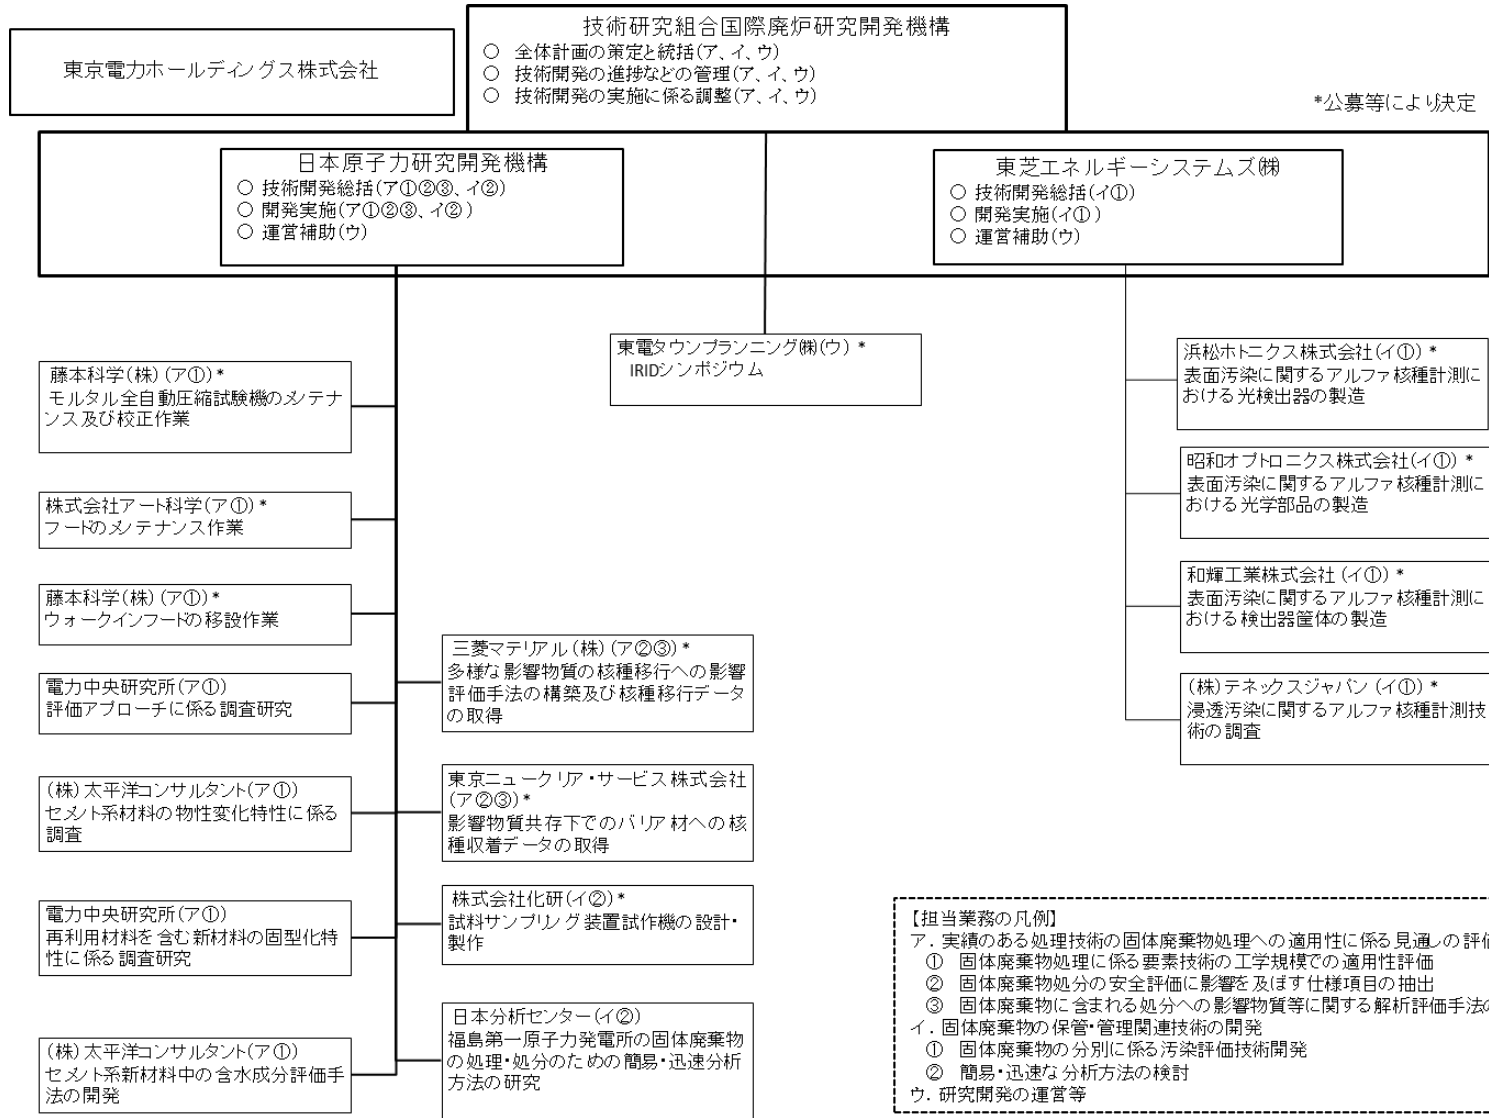 東京電力ホールディングス株式会社
技術研究組合国際廃炉研究開発機構
○ 全体計画の策定と統括(ア、イ、ウ)
○ 技術開発の進捗などの管理(ア、イ、ウ)
○ 技術開発の実施に係る調整(ア、イ、ウ)
*公募等により決定
日本原子力研究開発機構
○ 技術開発総括(ア①②③、イ②)
○ 開発実施(ア①②③、イ②)
○ 運営補助(ウ)
東芝エネルギーシステムズ㈱
○ 技術開発総括(イ①)
○ 開発実施(イ①)
○ 運営補助(ウ)
藤本科学(株)(ア①)*
モルタル全自動圧縮試験機のメンテナ
ンス及び校正作業
株式会社アート科学(ア①)*
フードのメンテナンス作業
藤本科学(株)(ア①)*
ウォークインフードの移設作業
電力中央研究所(ア①)
評価アプローチに係る調査研究
(株)太平洋コンサルタント(ア①)
セメント系材料の物性変化特性に係る
調査
電力中央研究所(ア①)
再利用材料を含む新材料の固型化特
性に係る調査研究
(株)太平洋コンサルタント(ア①)
セメント系新材料中の含水成分評価手
法の開発
三菱マテリアル(株)(ア②③)*
多様な影響物質の核種移行への影響
評価手法の構築及び核種移行データ
の取得
東京ニュークリア・サービス株式会社
(ア②③)*
影響物質共存下でのバリア材への核
種収着データの取得
株式会社化研(イ②)*
試料サンプリング装置試作機の設計・
製作
日本分析センター(イ②)
福島第一原子力発電所の固体廃棄物
の処理・処分のための簡易・迅速分析
方法の研究
東電タウンプランニング㈱(ウ)*
IRIDシンポジウム
浜松ホトニクス株式会社(イ①)*
表面汚染に関するアルファ核種計測に
おける光検出器の製造
昭和オプトロニクス株式会社(イ①)*
表面汚染に関するアルファ核種計測に
おける光学部品の製造
和輝工業株式会社(イ①)*
表面汚染に関するアルファ核種計測に
おける検出器筐体の製造
(株)テネックスジャパン(イ①)*
浸透汚染に関するアルファ核種計測技
術の調査
【担当業務の凡例】
ア. 実績のある処理技術の固体廃棄物処理への適用性に係る見通しの評価
① 固体廃棄物処理に係る要素技術の工学規模での適用性評価
② 固体廃棄物処分の安全評価に影響を及ぼす仕様項目の抽出
③ 固体廃棄物に含まれる処分への影響物質等に関する解析評価手法の
イ. 固体廃棄物の保管・管理関連技術の開発
① 固体廃棄物の分別に係る汚染評価技術開発
② 簡易・迅速な分析方法の検討
ウ. 研究開発の運営等